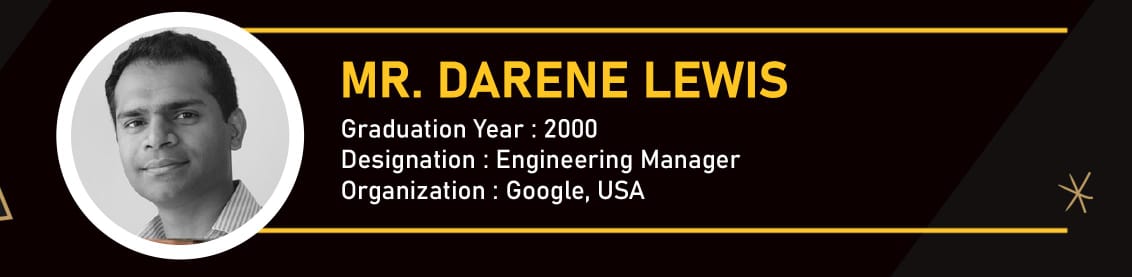 MR. DARENE LEWIS
Graduation Year : 2000
Designation : Engineering Manager
Organization : Google, USA